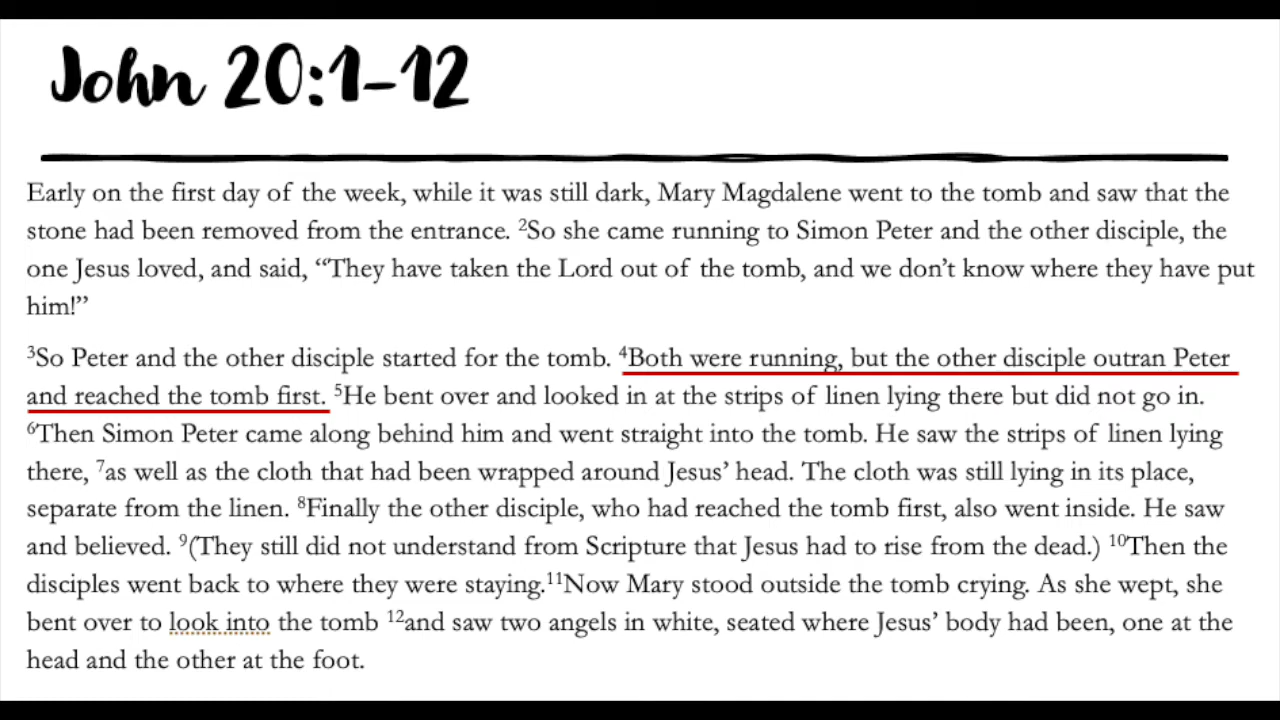 John 20:1-12
Early on the first day of the week, while it was still dark, Mary Magdalene went to the tomb and saw that the
stone had been removed from the entrance. ²So she came running to Simon Peter and the other disciple, the
one Jesus loved, and said, “They have taken the Lord out of the tomb, and we don’t know where they have put
him!”
³So Peter and the other disciple started for the tomb. ⁴Both were running, but the other disciple outran Peter
and reached the tomb first. ⁵He bent over and looked in at the strips of linen lying there but did not go in.
⁶Then Simon Peter came along behind him and went straight into the tomb. He saw the strips of linen lying
there, ⁷as well as the cloth that had been wrapped around Jesus’ head. The cloth was still lying in its place,
separate from the linen. ⁸Finally the other disciple, who had reached the tomb first, also went inside. He saw
and believed. ⁹(They still did not understand from Scripture that Jesus had to rise from the dead.) ¹⁰Then the
disciples went back to where they were staying.¹¹Now Mary stood outside the tomb crying. As she wept, she
bent over to look into the tomb ¹²and saw two angels in white, seated where Jesus’ body had been, one at the
head and the other at the foot.